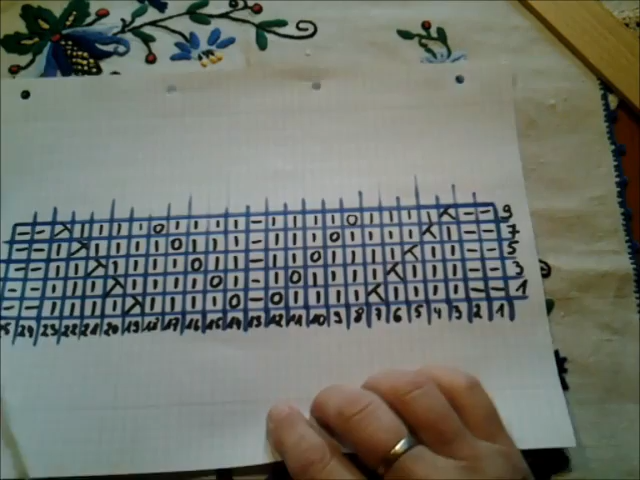 - - λ | | | | O | | | | - | | | | O | | | | ⋌ - - 9
- - | λ | | | | O | | | - | | | O | | | | ⋌ | - - 7
- - | | λ | | | | O | | - | | O | | | | ⋌ | | - - 5
- - | | | λ | | | | O | - | O | | | | ⋌ | | | - - 3
- - | | | | λ | | | | O - O | | | | ⋌ | | | | - - 1
25 24 23 22 21 20 19 18 17 16 15 14 13 12 11 10 9 8 7 6 5 4 3 2 1